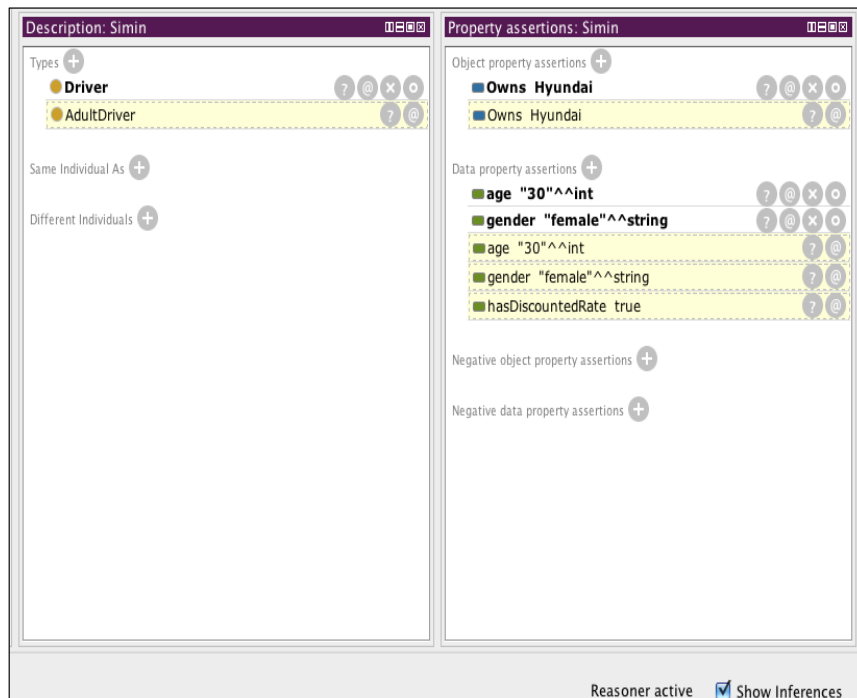 Description: Simin
Types
Driver
AdultDriver
Same Individual As
Different Individuals
Property assertions: Simin
Object property assertions
Owns Hyundai
Owns Hyundai
Data property assertions
age "30"^^int
gender "female"^^string
age "30"^^int
gender "female"^^string
hasDiscountedRate true
Negative object property assertions
Negative data property assertions
Reasoner active Show Inferences